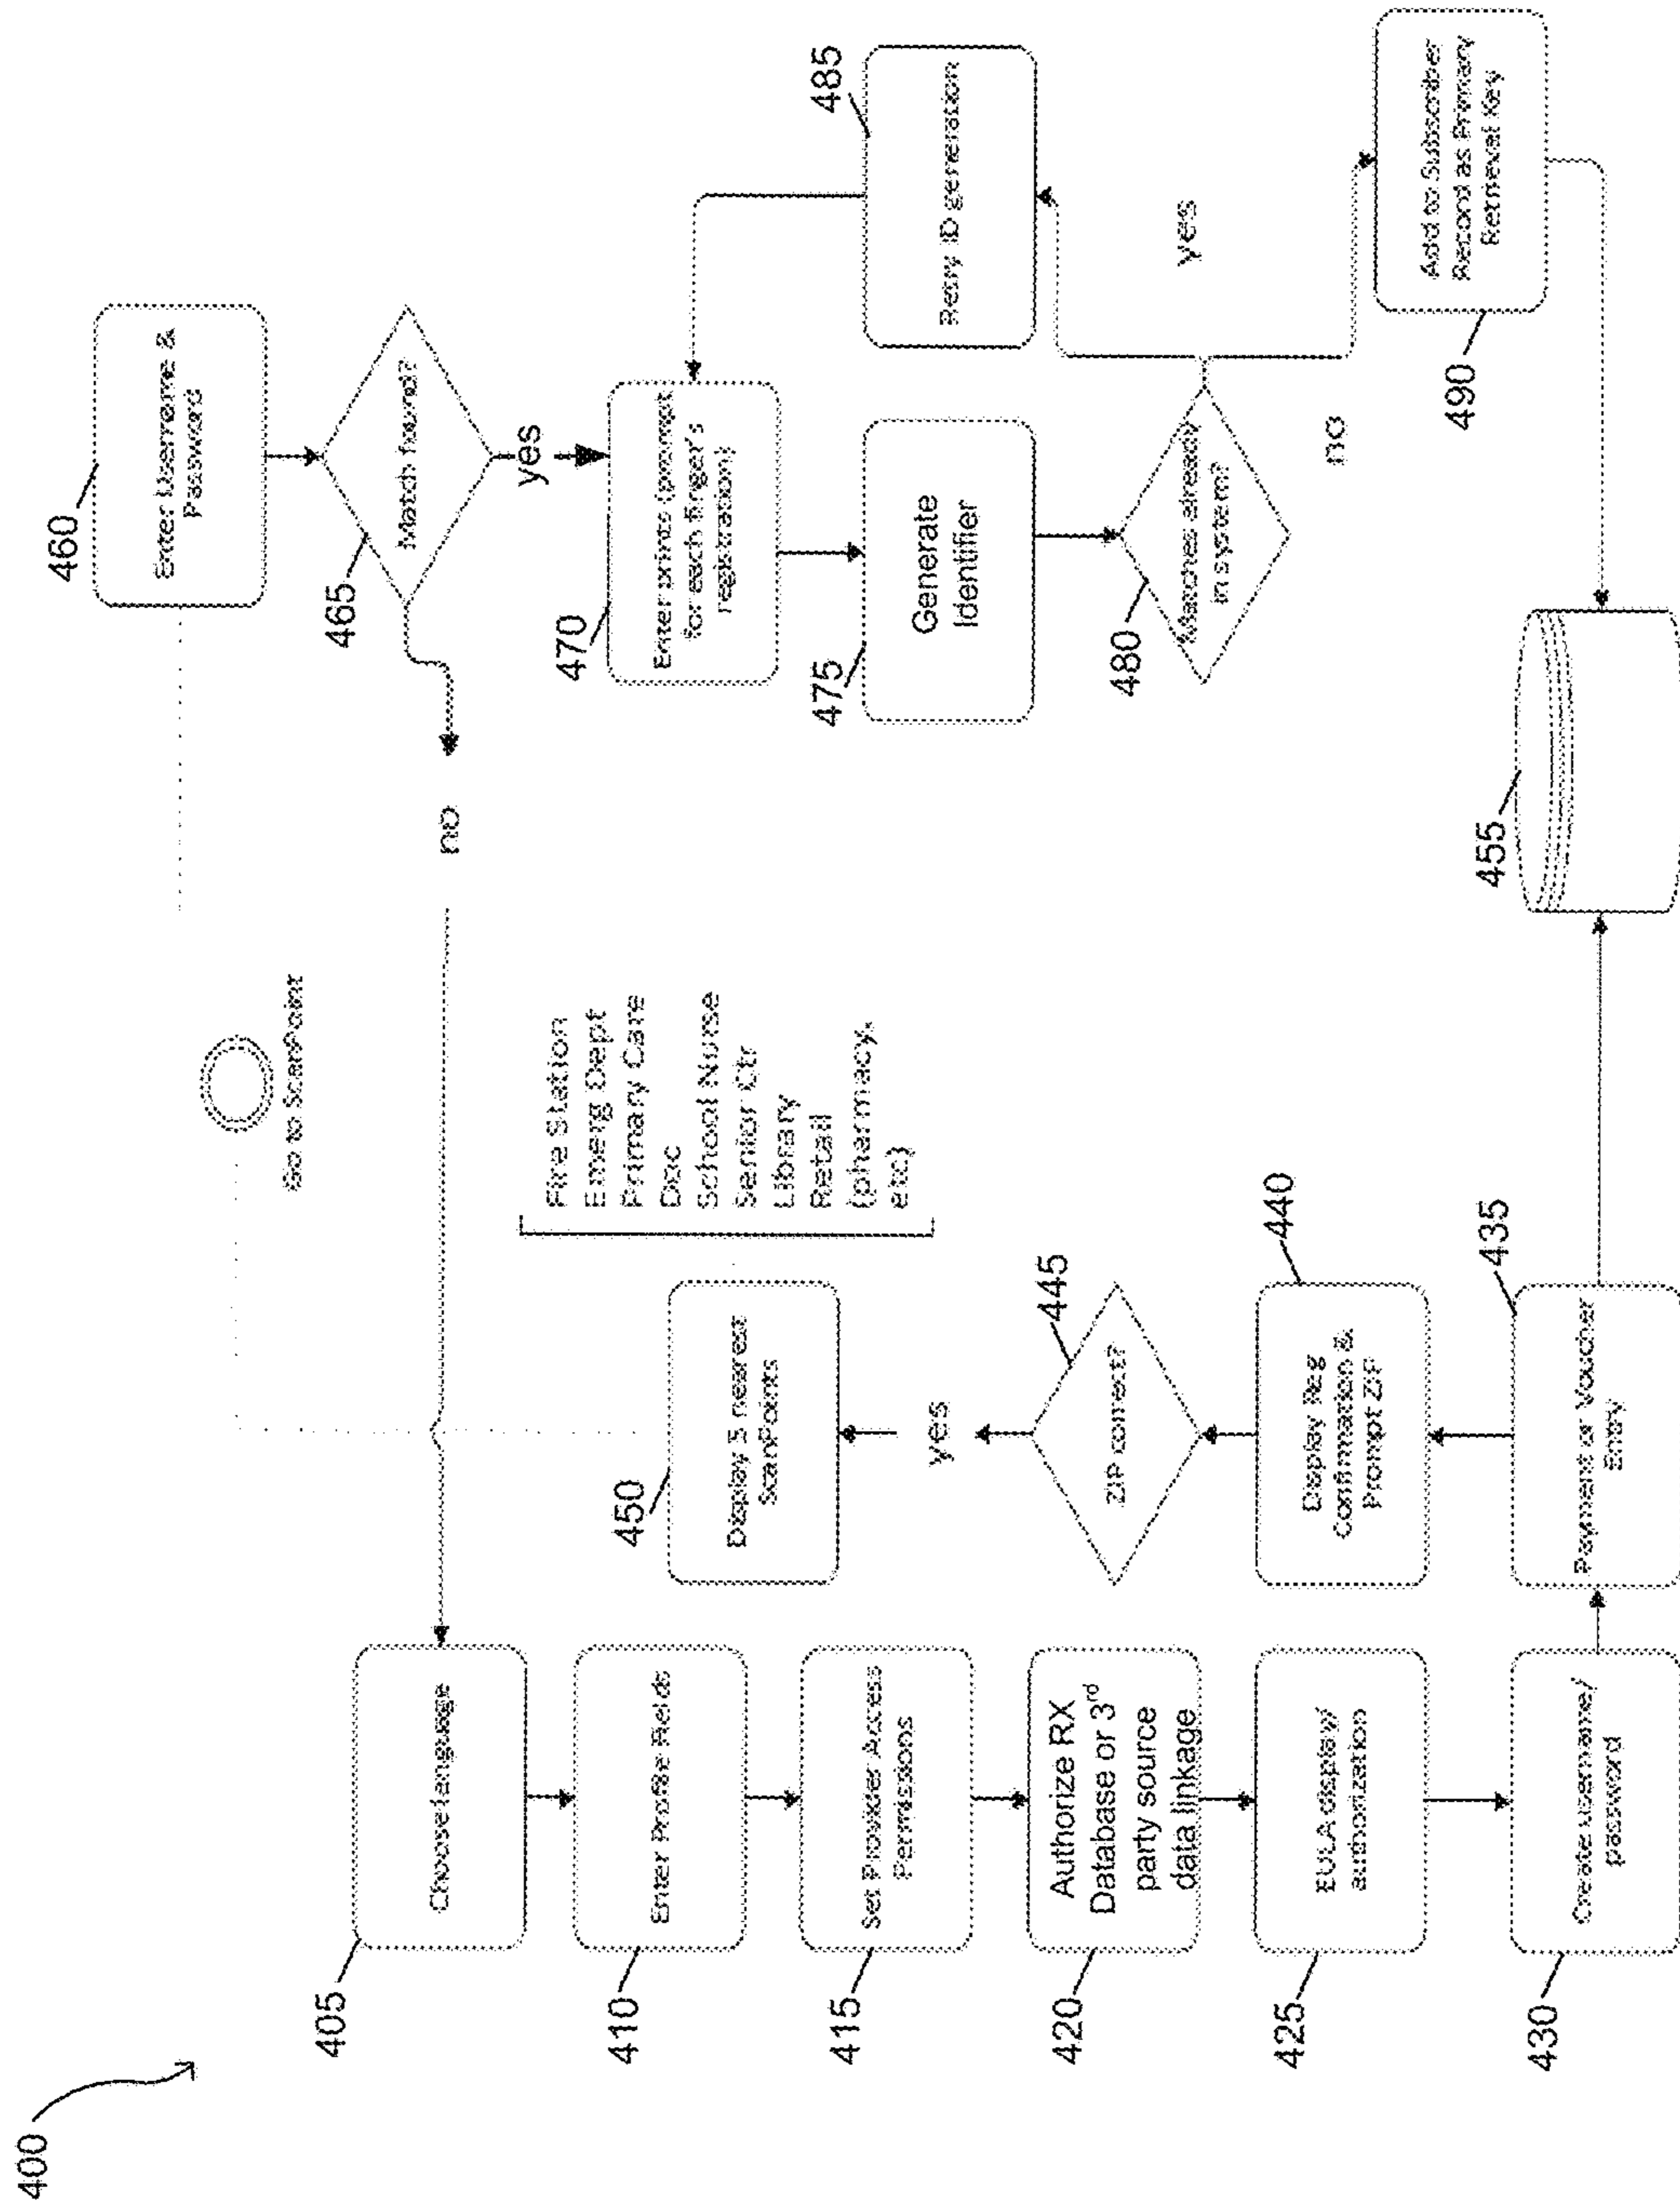 400
405
Choose language
410
Enter Profile Fields
415
Set Provider Access
Permissions
420
Authorize RX
Database or 3rd
party source
data linkage
425
EULA display/
authorization
430
Create username/
password
450
Display 5 nearest
ScanPoints
yes
445
ZIP correct?
440
Display Reg
Confirmation &
Prompt ZIP
435
Payment or Voucher
Entry
Fire Station
Emerg Dept
Primary Care
Doc
School Nurse
Senior Ctr
Library
Retail
(pharmacy,
etc)
Go to ScanPoint
no
455
460
Enter Username &
Password
465
Match found?
yes
470
Enter prints (prompt
for each finger's
registration)
475
Generate
Identifier
480
Matches already
in system?
no
yes
485
Retry ID generation
490
Add to Subscriber
Record as Primary
Retrieval Key